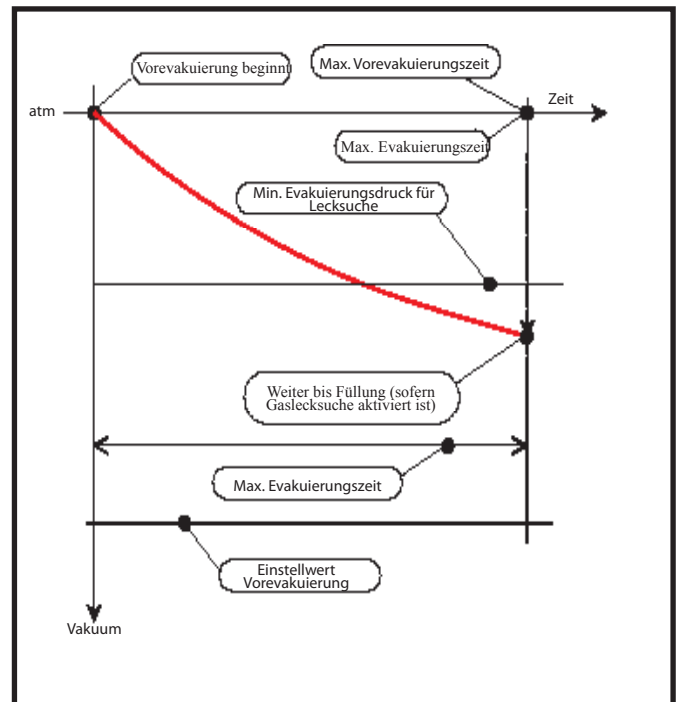 Vorevakuierung beginnt
Max. Vorevakuierungszeit
Zeit
atm
Max. Evakuierungszeit
Min. Evakuierungsdruck für
Lecksuche
Weiter bis Füllung (sofern
Gaslecksuche aktiviert ist)
Max. Evakuierungszeit
Einstellwert
Vorevakuierung
Vakuum